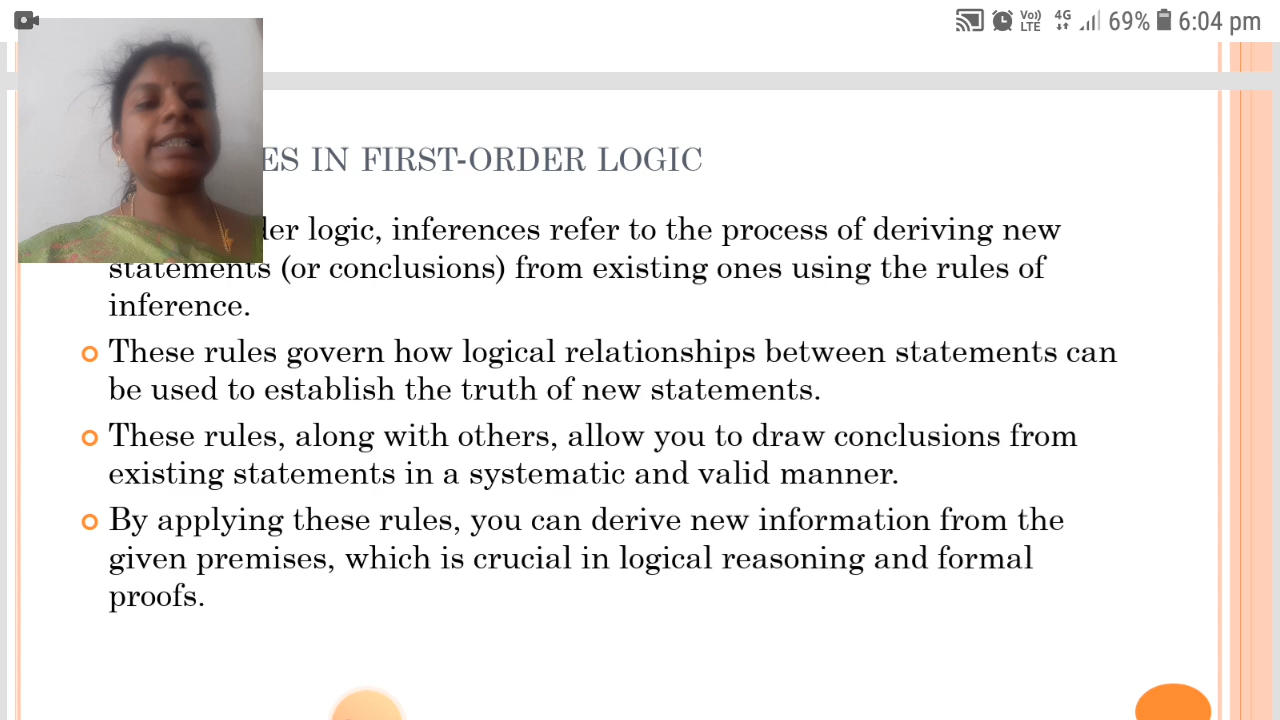 Vo)) 4G 69% 6:04 pm
LTE
ES IN FIRST-ORDER LOGIC
der logic, inferences refer to the process of deriving new
statements (or conclusions) from existing ones using the rules of
inference.
These rules govern how logical relationships between statements can
be used to establish the truth of new statements.
These rules, along with others, allow you to draw conclusions from
existing statements in a systematic and valid manner.
By applying these rules, you can derive new information from the
given premises, which is crucial in logical reasoning and formal
proofs.